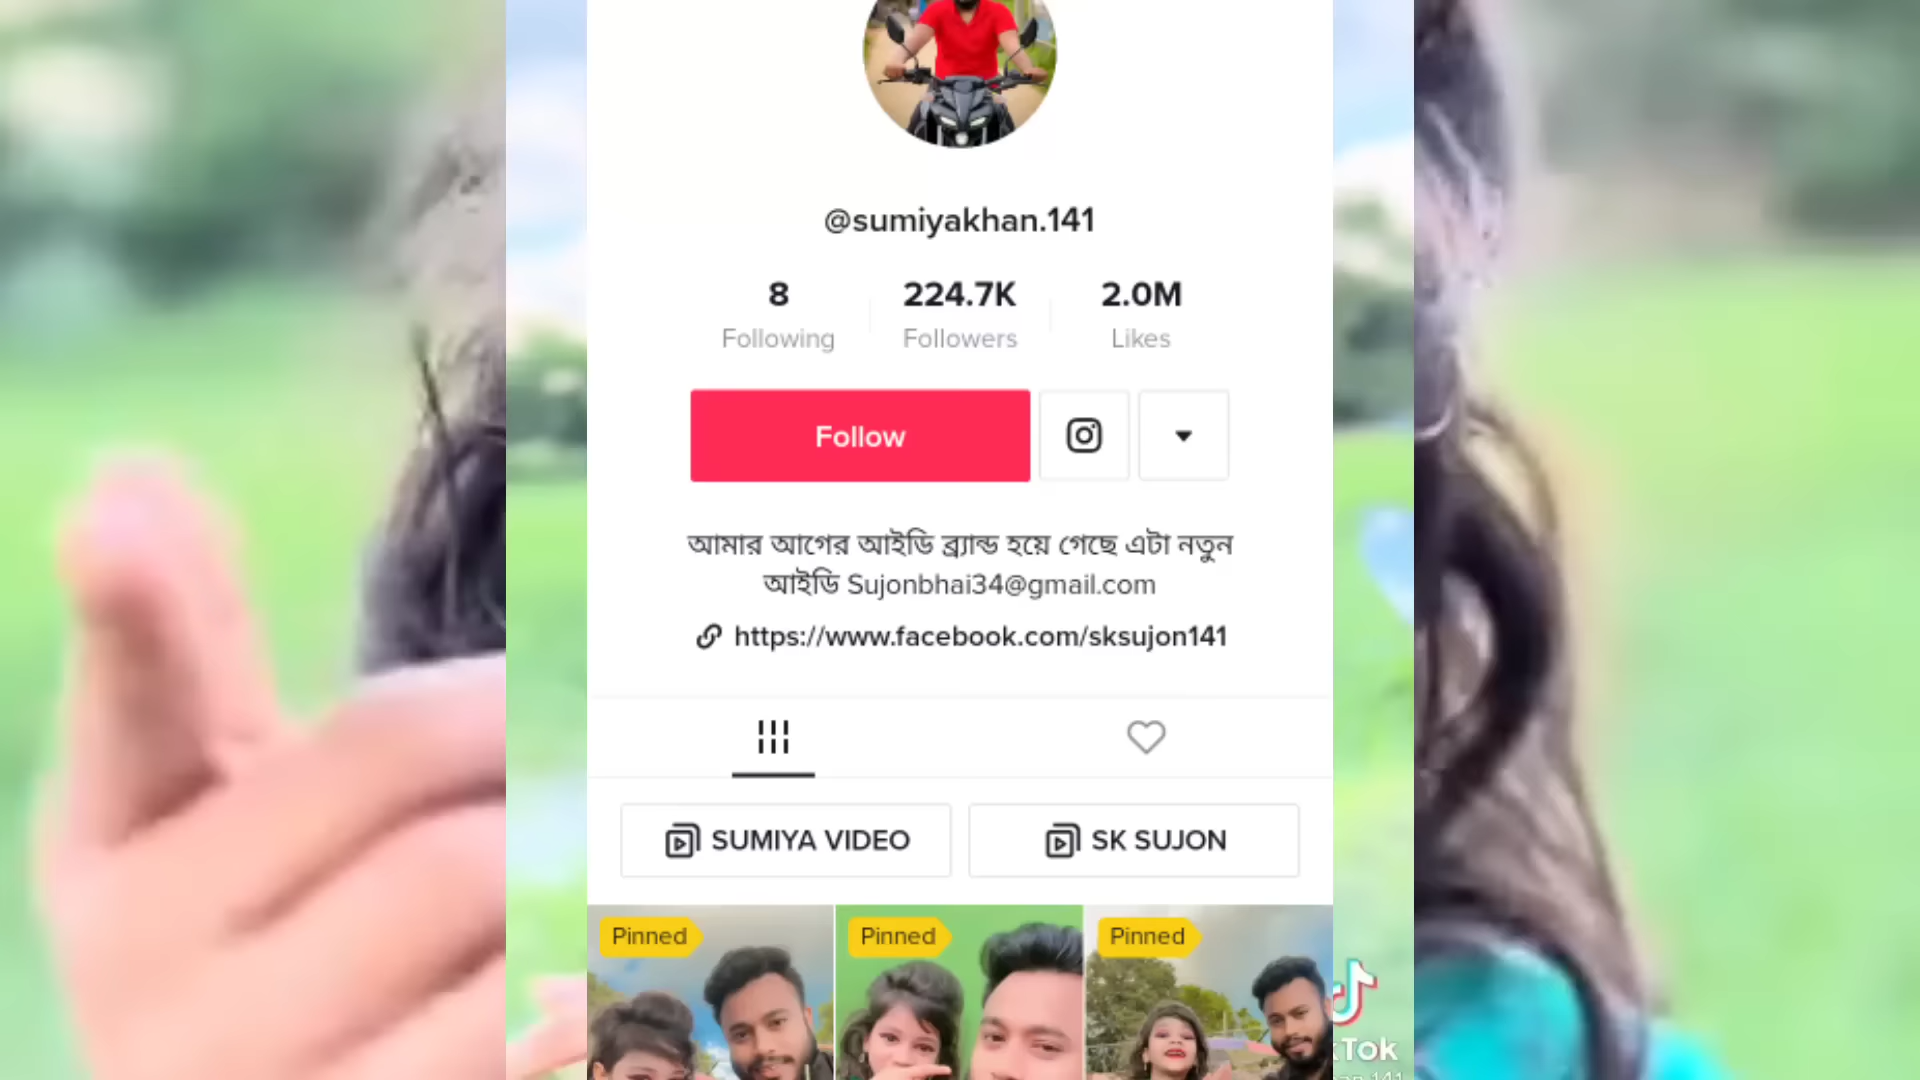 @sumiyakhan.141
8 224.7K 2.0M
Following Followers Likes
Follow
আমার আগের আইডি ব্র্যান্ড হয়ে গেছে এটা নতুন
আইডি Sujonbhai34@gmail.com
https://www.facebook.com/sksujon141
SUMIYA VIDEO SK SUJON
Pinned Pinned Pinned
kTok